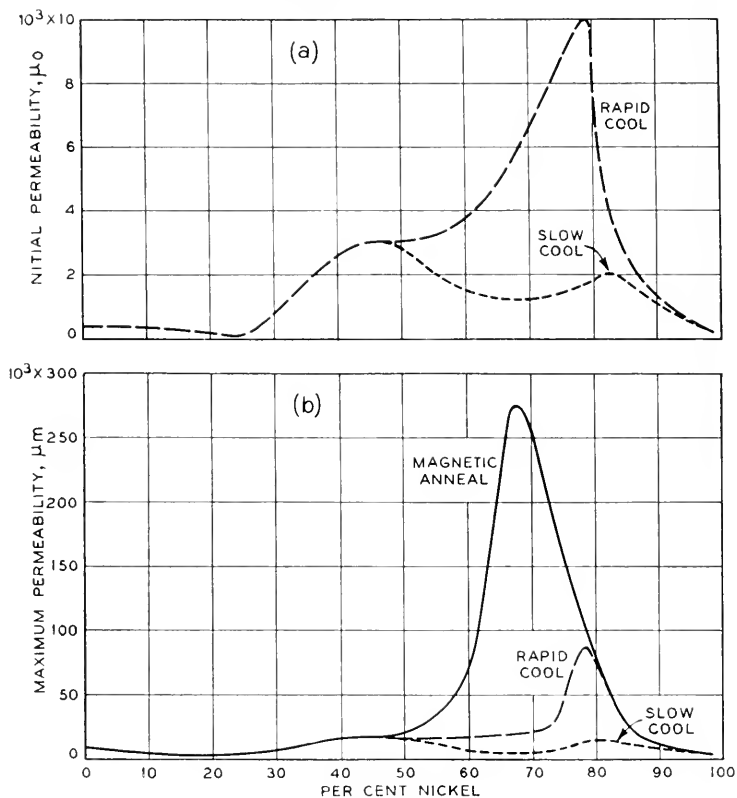 10³ × 10
(a)
8
6
4
2
0
NITIAL PERMEABILITY, μo
RAPID
COOL
SLOW
COOL
10³ × 300
(b)
250
200
150
100
50
0
MAXIMUM PERMEABILITY, μm
MAGNETIC
ANNEAL
RAPID
COOL
SLOW
COOL
0 10 20 30 40 50 60 70 80 90 100
PER CENT NICKEL